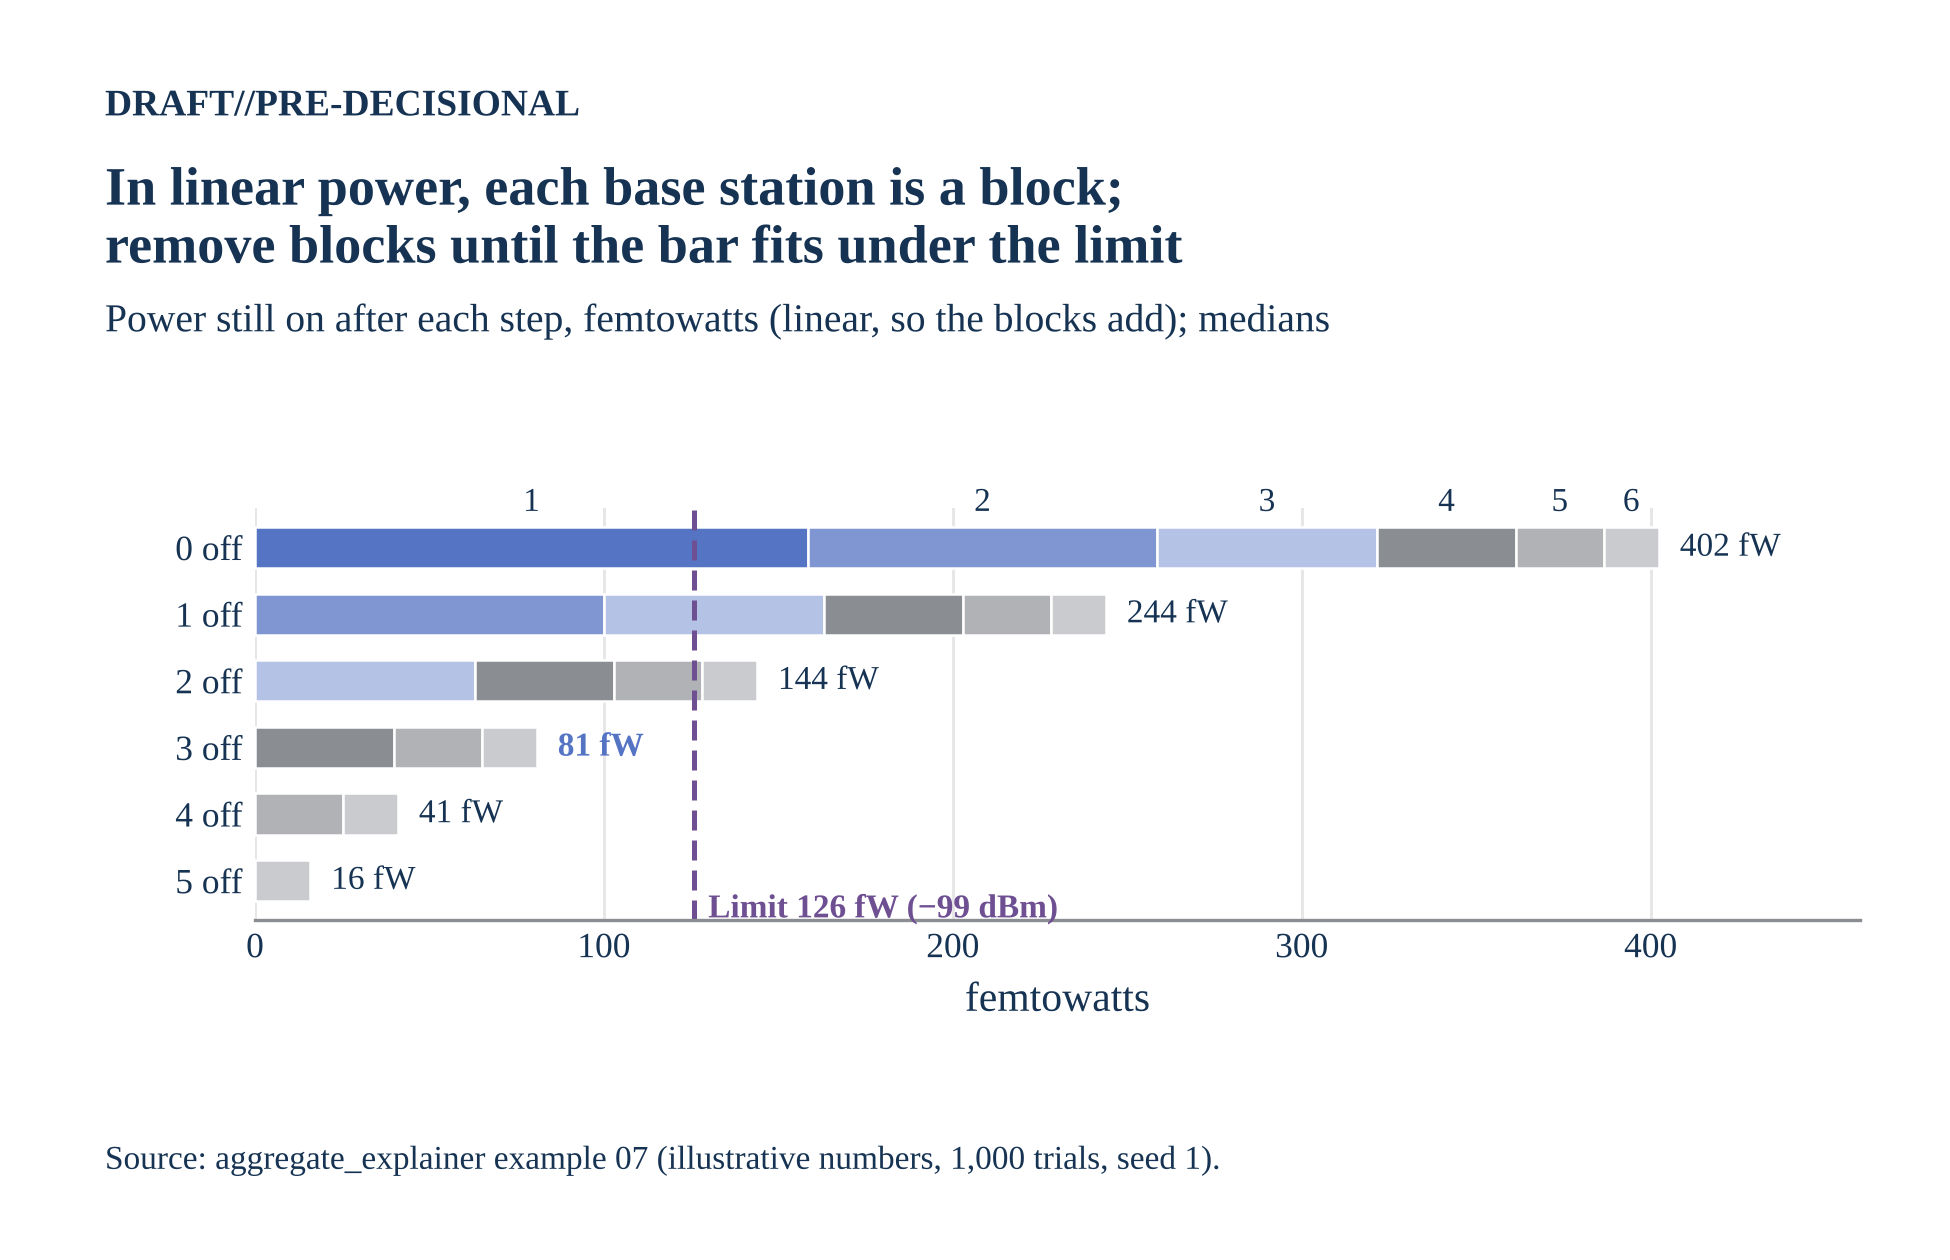 DRAFT//PRE-DECISIONAL
In linear power, each base station is a block;
remove blocks until the bar fits under the limit
Power still on after each step, femtowatts (linear, so the blocks add); medians
1 2 3 4 5 6
0 off 402 fW
1 off 244 fW
2 off 144 fW
3 off 81 fW
4 off 41 fW
5 off 16 fW
Limit 126 fW (−99 dBm)
0 100 200 300 400
femtowatts
Source: aggregate_explainer example 07 (illustrative numbers, 1,000 trials, seed 1).